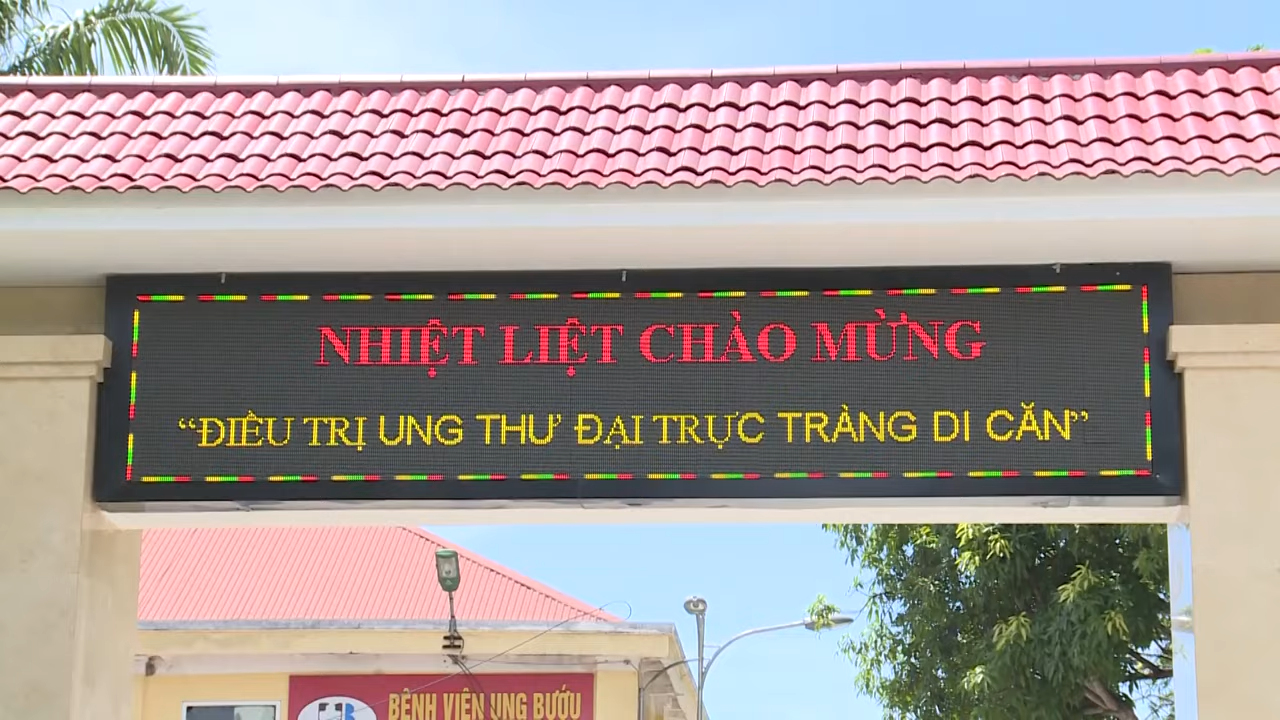 NHIỆT LIỆT CHÀO MỪNG
“ĐIỀU TRỊ UNG THƯ ĐẠI TRỰC TRÀNG DI CĂN”
BỆNH VIỆN UNG BƯỚU